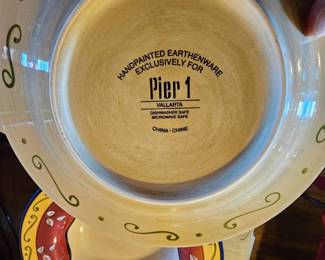 HANDPAINTED EARTHENWARE
EXCLUSIVELY FOR
Pier 1
VALLARTA
DISHWASHER SAFE
MICROWAVE SAFE
CHINA - CHINE